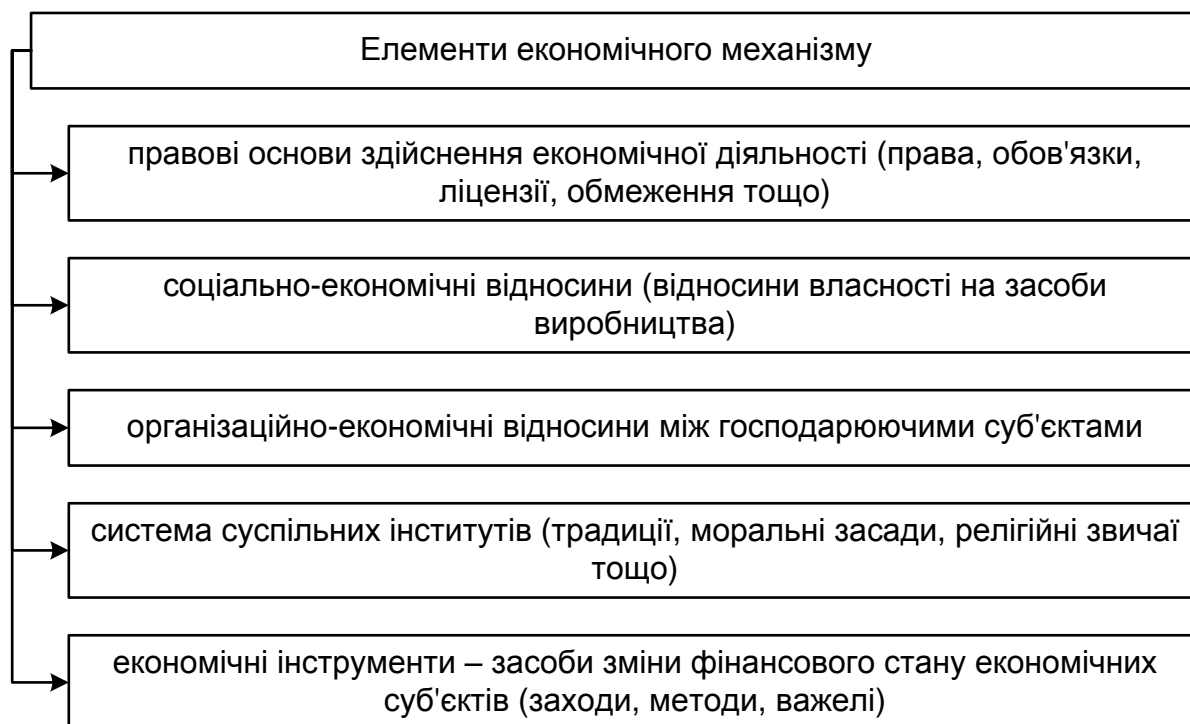 Елементи економічного механізму
правові основи здійснення економічної діяльності (права, обов'язки,
ліцензії, обмеження тощо)
соціально-економічні відносини (відносини власності на засоби
виробництва)
організаційно-економічні відносини між господарюючими суб'єктами
система суспільних інститутів (традиції, моральні засади, релігійні звичаї
тощо)
економічні інструменти – засоби зміни фінансового стану економічних
суб'єктів (заходи, методи, важелі)